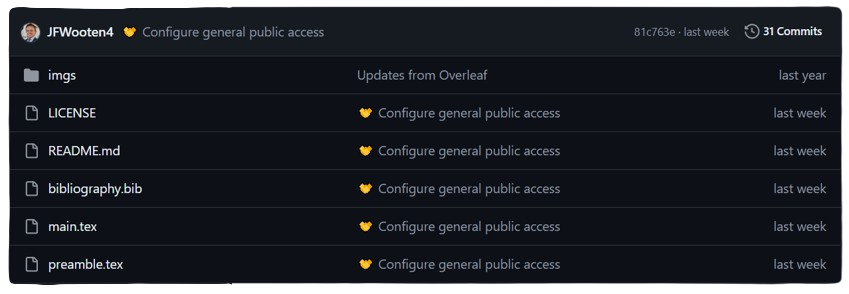 JFWooten4 🤝 Configure general public access 81c763e · last week 31 Commits
imgs Updates from Overleaf last year
LICENSE 🤝 Configure general public access last week
README.md 🤝 Configure general public access last week
bibliography.bib 🤝 Configure general public access last week
main.tex 🤝 Configure general public access last week
preamble.tex 🤝 Configure general public access last week